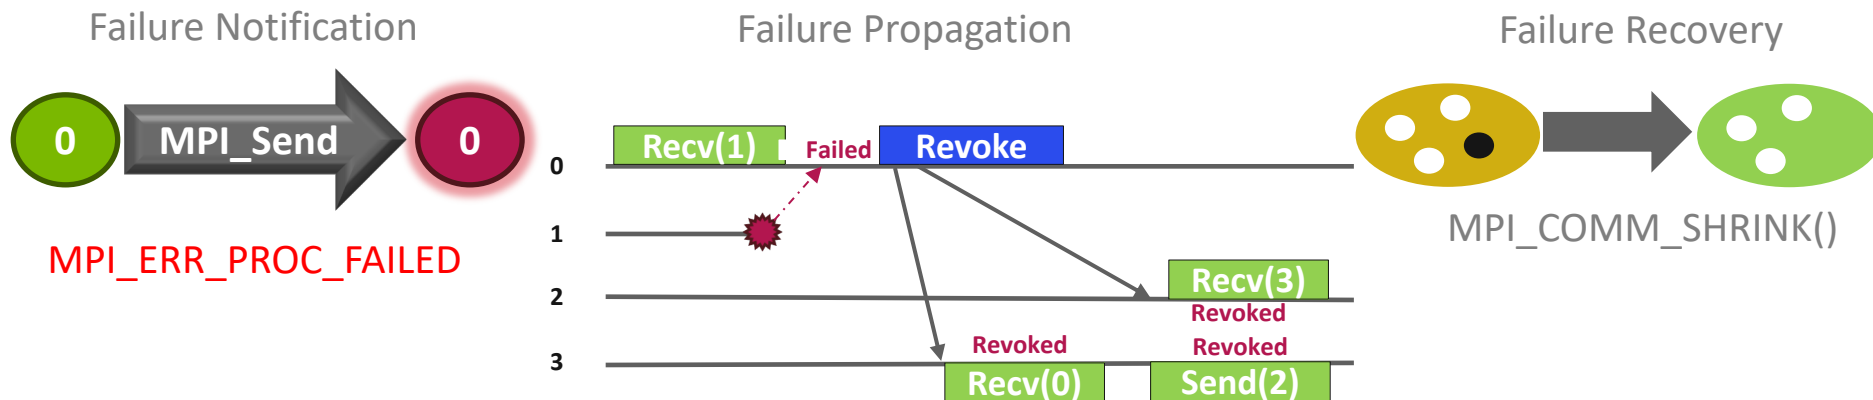 Failure Notification
0
MPI_Send
0
MPI_ERR_PROC_FAILED
Failure Propagation
Recv(1)
Failed
Revoke
0
1
Recv(3)
2
Revoked
Revoked
Revoked
3
Recv(0)
Send(2)
Failure Recovery
MPI_COMM_SHRINK()